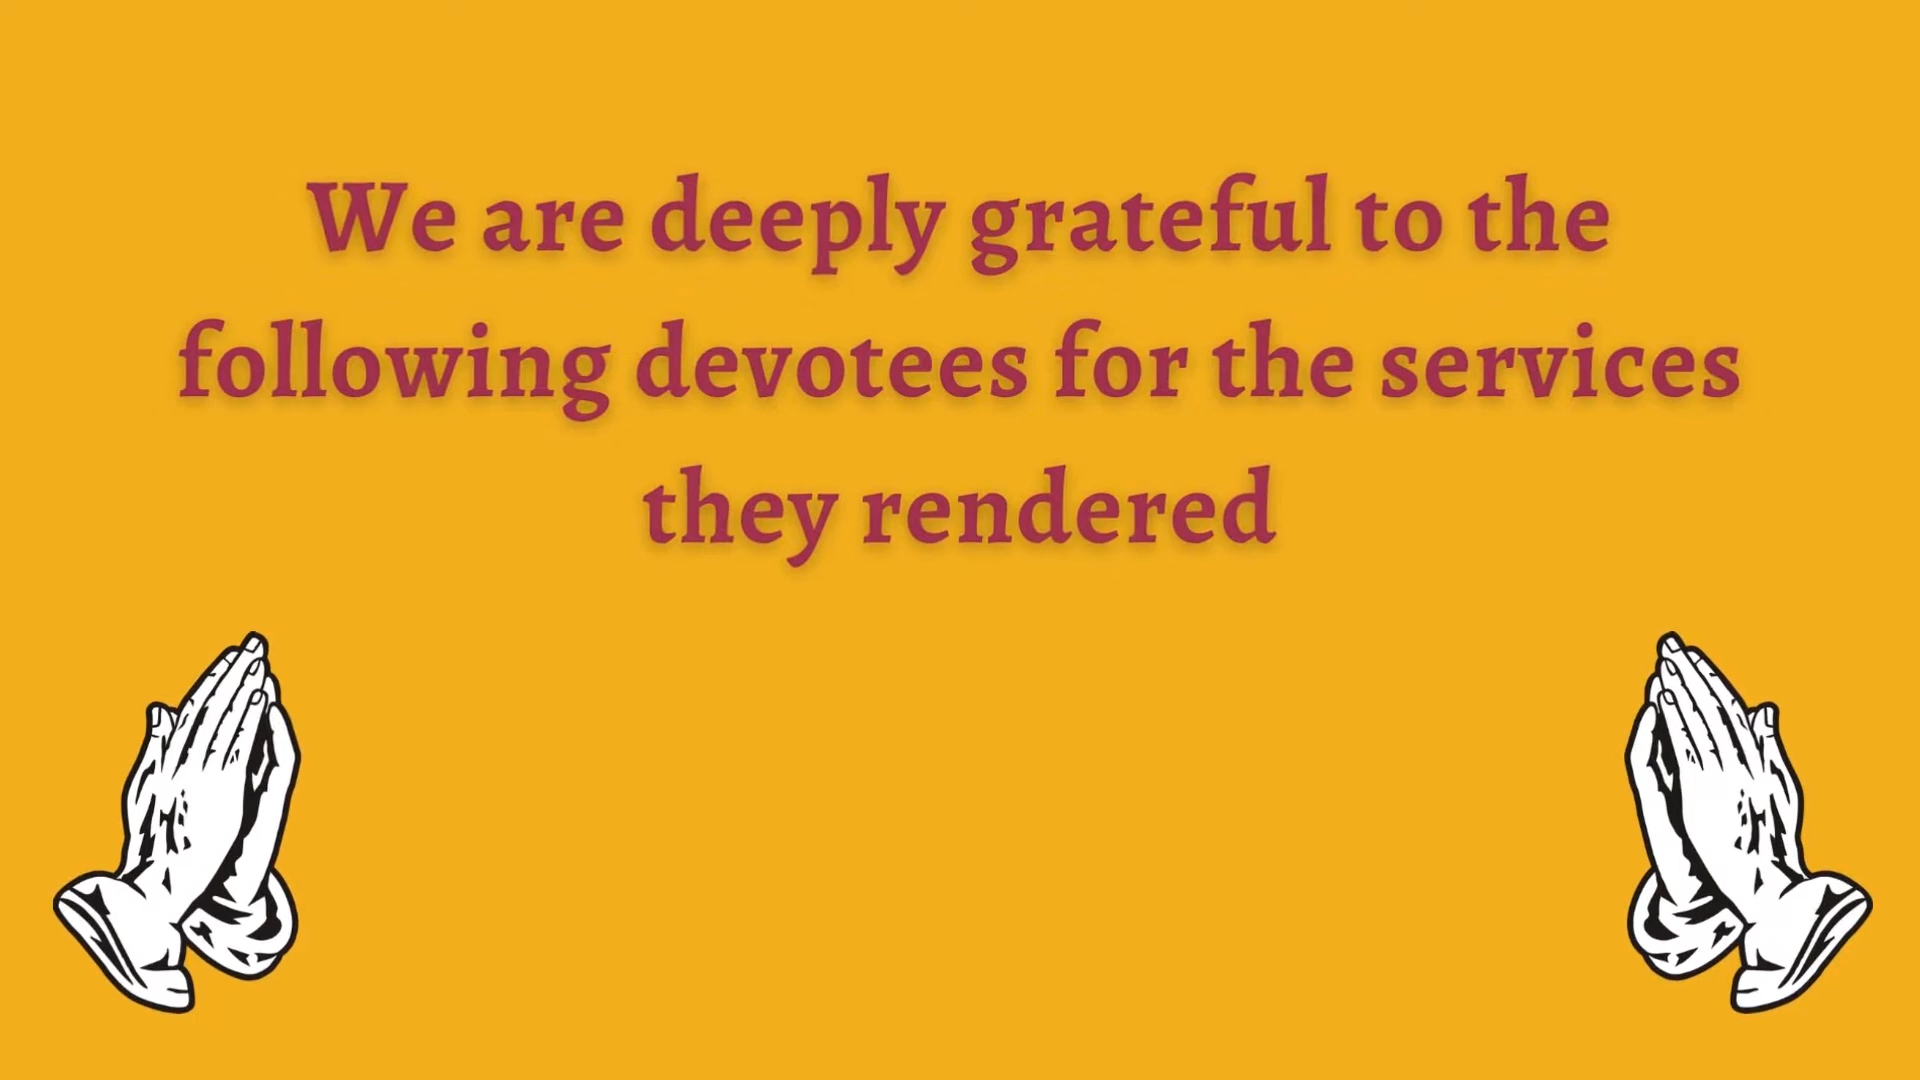 We are deeply grateful to the
following devotees for the services
they rendered